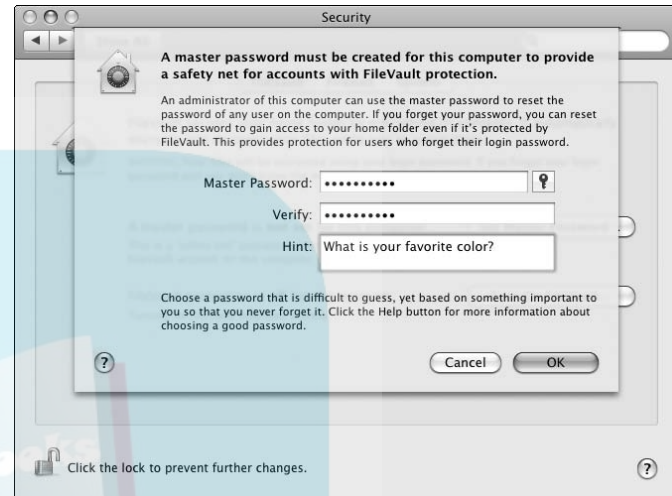 Security
A master password must be created for this computer to provide
a safety net for accounts with FileVault protection.
An administrator of this computer can use the master password to reset the
password of any user on the computer. If you forget your password, you can reset
the password to gain access to your home folder even if it's protected by
FileVault. This provides protection for users who forget their login password.
Master Password: ••••••••••
Verify: ••••••••••
Hint: What is your favorite color?
Choose a password that is difficult to guess, yet based on something important to
you so that you never forget it. Click the Help button for more information about
choosing a good password.
?
Cancel
OK
Click the lock to prevent further changes.
?